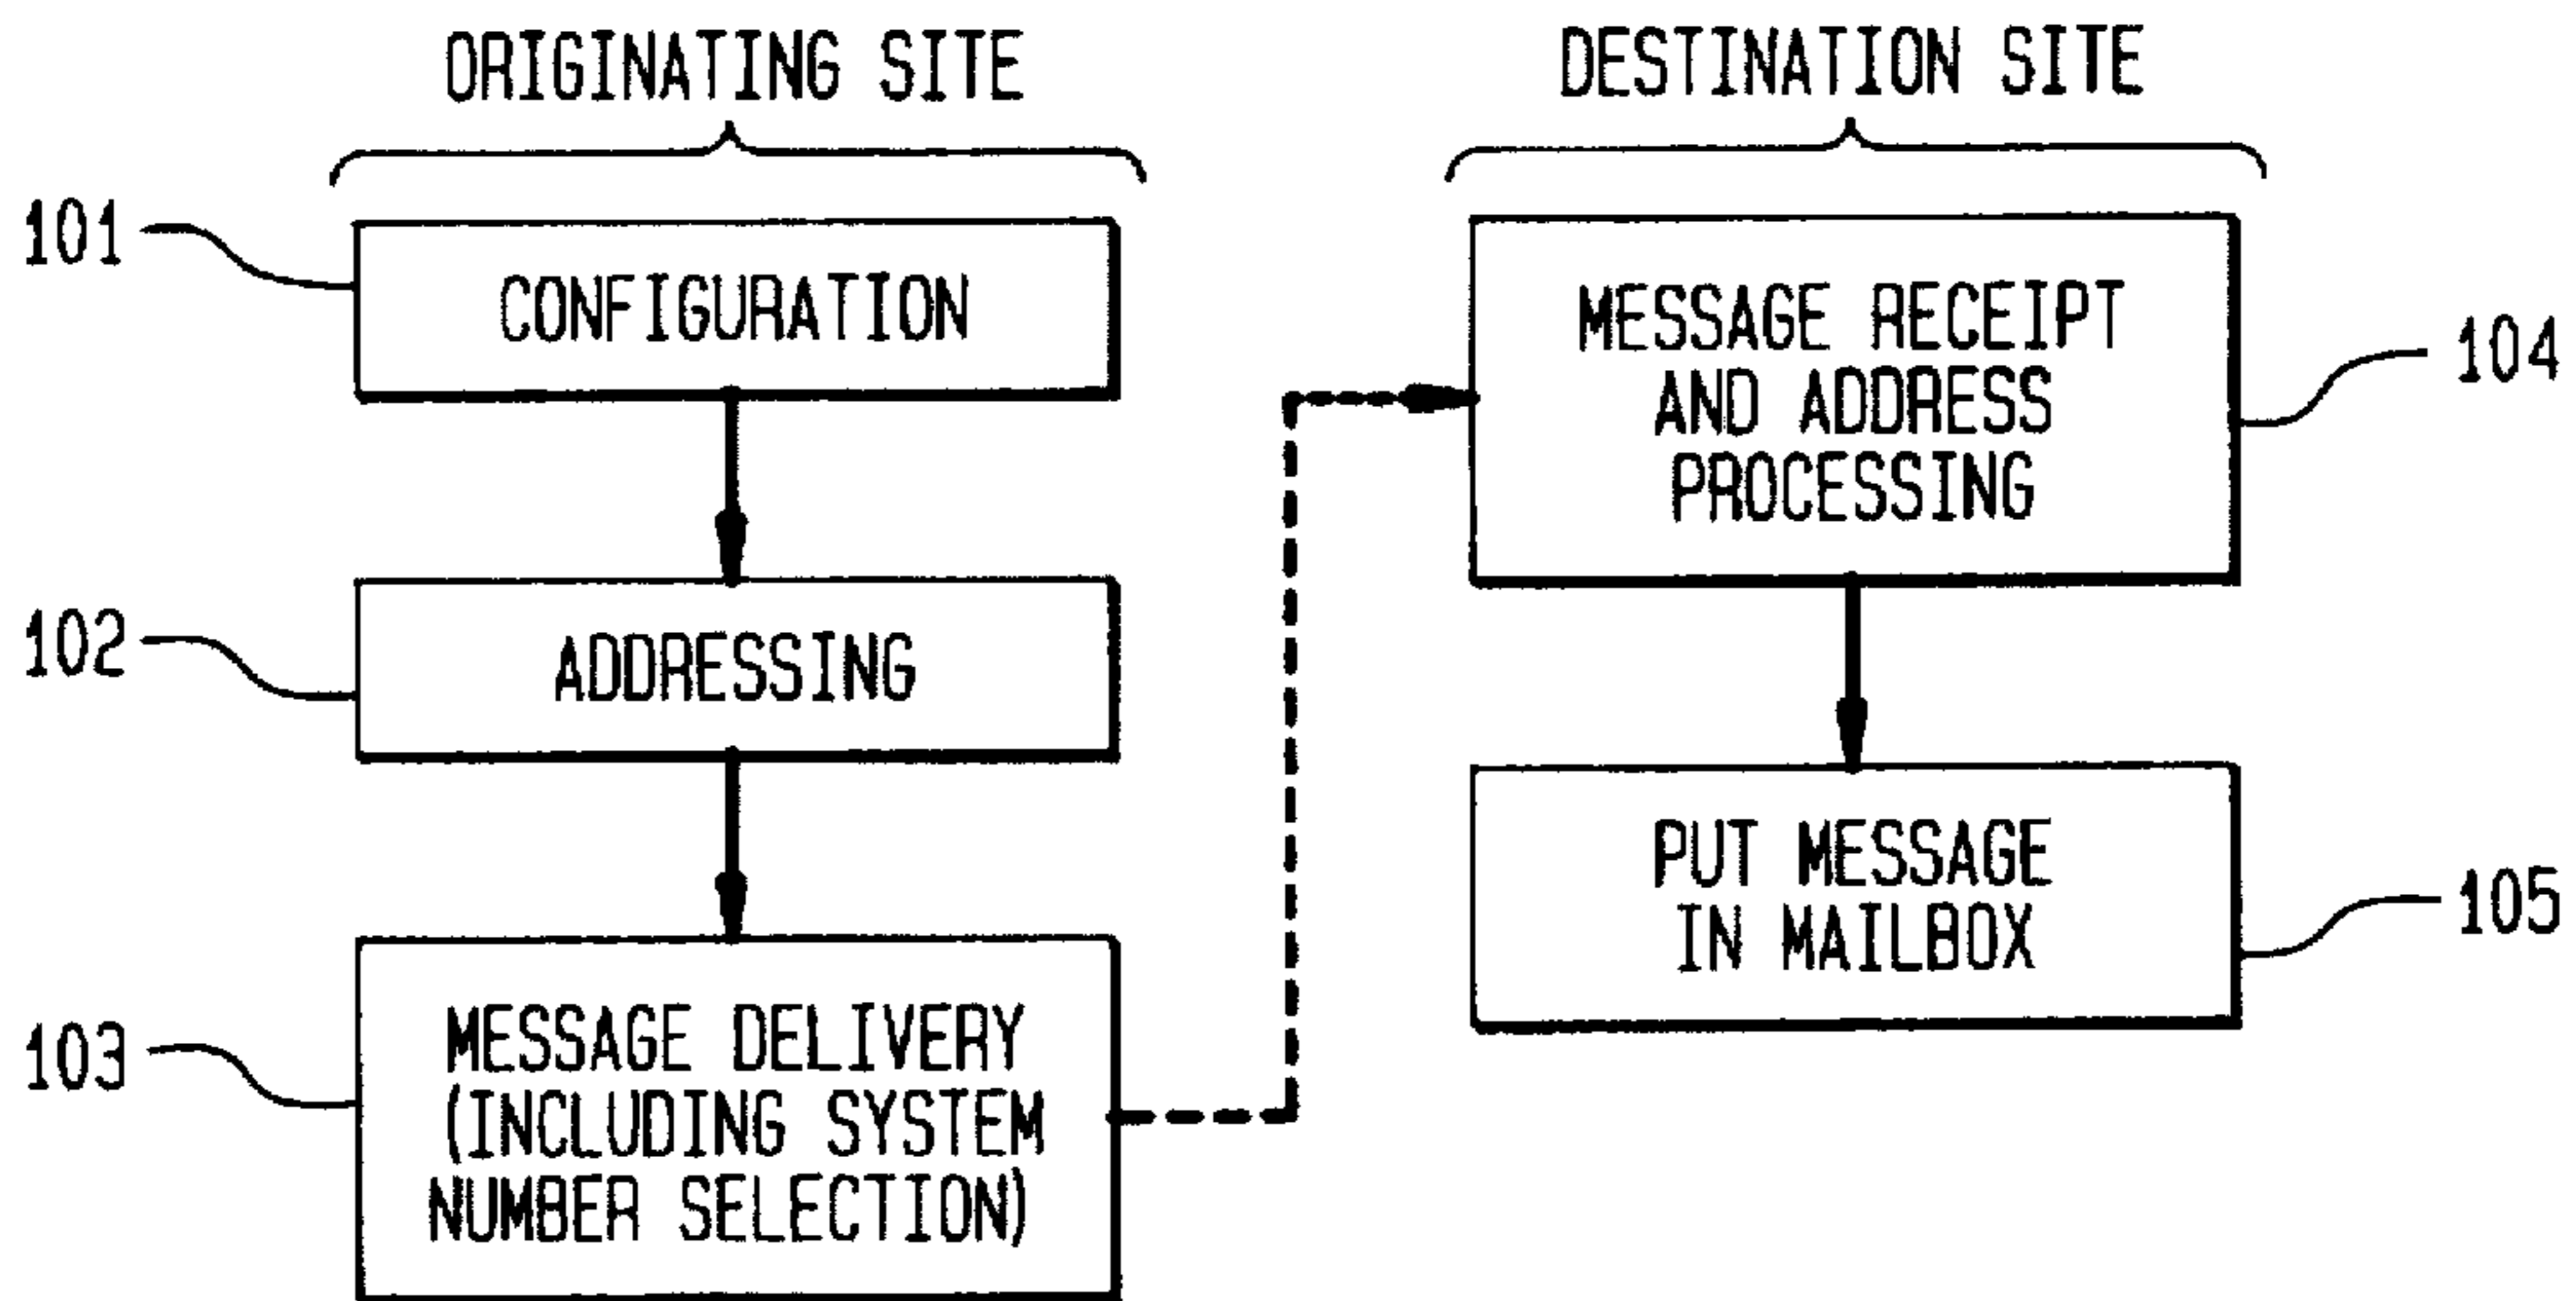 ORIGINATING SITE
101
CONFIGURATION
102
ADDRESSING
103
MESSAGE DELIVERY
(INCLUDING SYSTEM
NUMBER SELECTION)
DESTINATION SITE
MESSAGE RECEIPT
AND ADDRESS
PROCESSING
104
PUT MESSAGE
IN MAILBOX
105